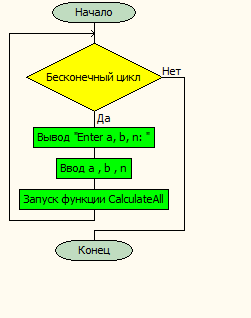 Начало
Бесконечный цикл
Нет
Да
Вывод "Enter a, b, n: "
Ввод a , b , n
Запуск функции CalculateAll
Конец